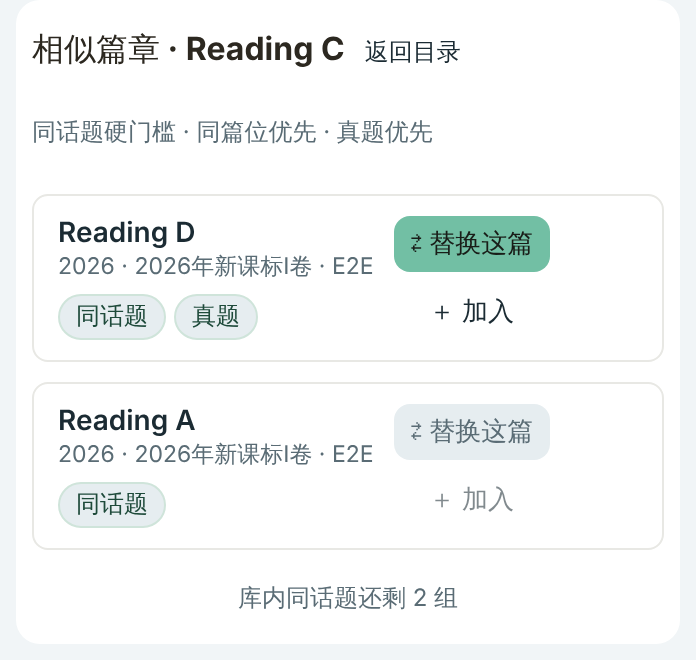 相似篇章 · Reading C 返回目录
同话题硬门槛 · 同篇位优先 · 真题优先
Reading D
2026 · 2026年新课标I卷 · E2E
同话题 真题
⇄ 替换这篇
＋ 加入
Reading A
2026 · 2026年新课标I卷 · E2E
同话题
⇄ 替换这篇
＋ 加入
库内同话题还剩 2 组